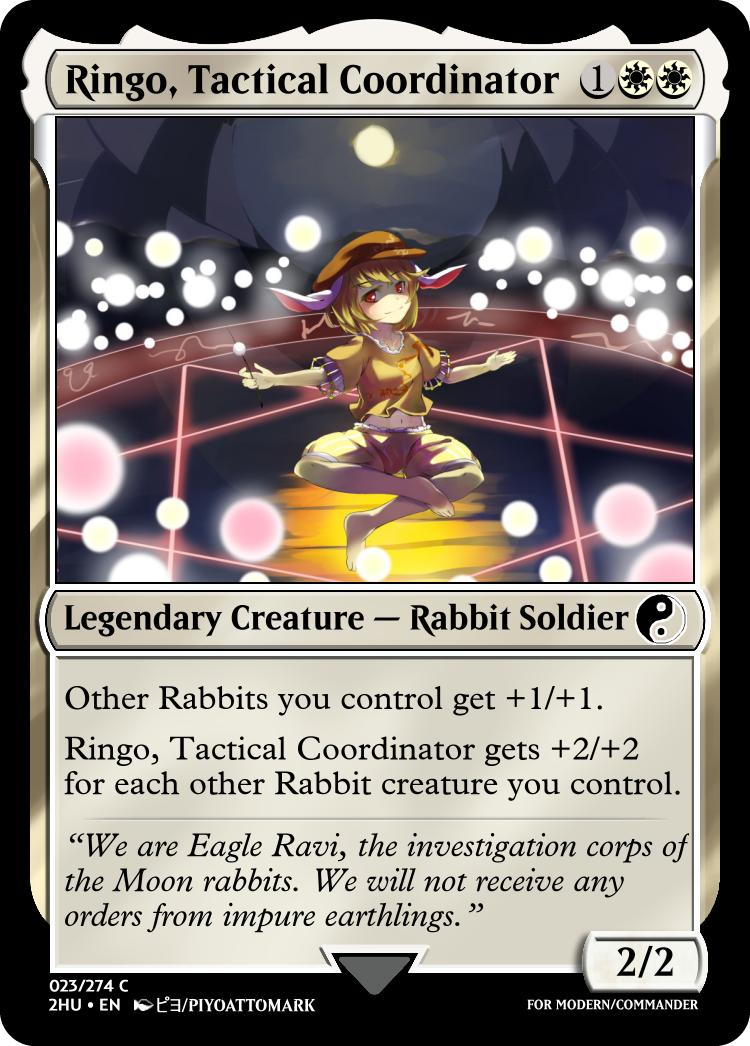 Ringo, Tactical Coordinator 1
Legendary Creature — Rabbit Soldier
Other Rabbits you control get +1/+1.
Ringo, Tactical Coordinator gets +2/+2
for each other Rabbit creature you control.
“We are Eagle Ravi, the investigation corps of
the Moon rabbits. We will not receive any
orders from impure earthlings.”
2/2
023/274 C
2HU • EN ピヨ/PIYOATTOMARK
FOR MODERN/COMMANDER